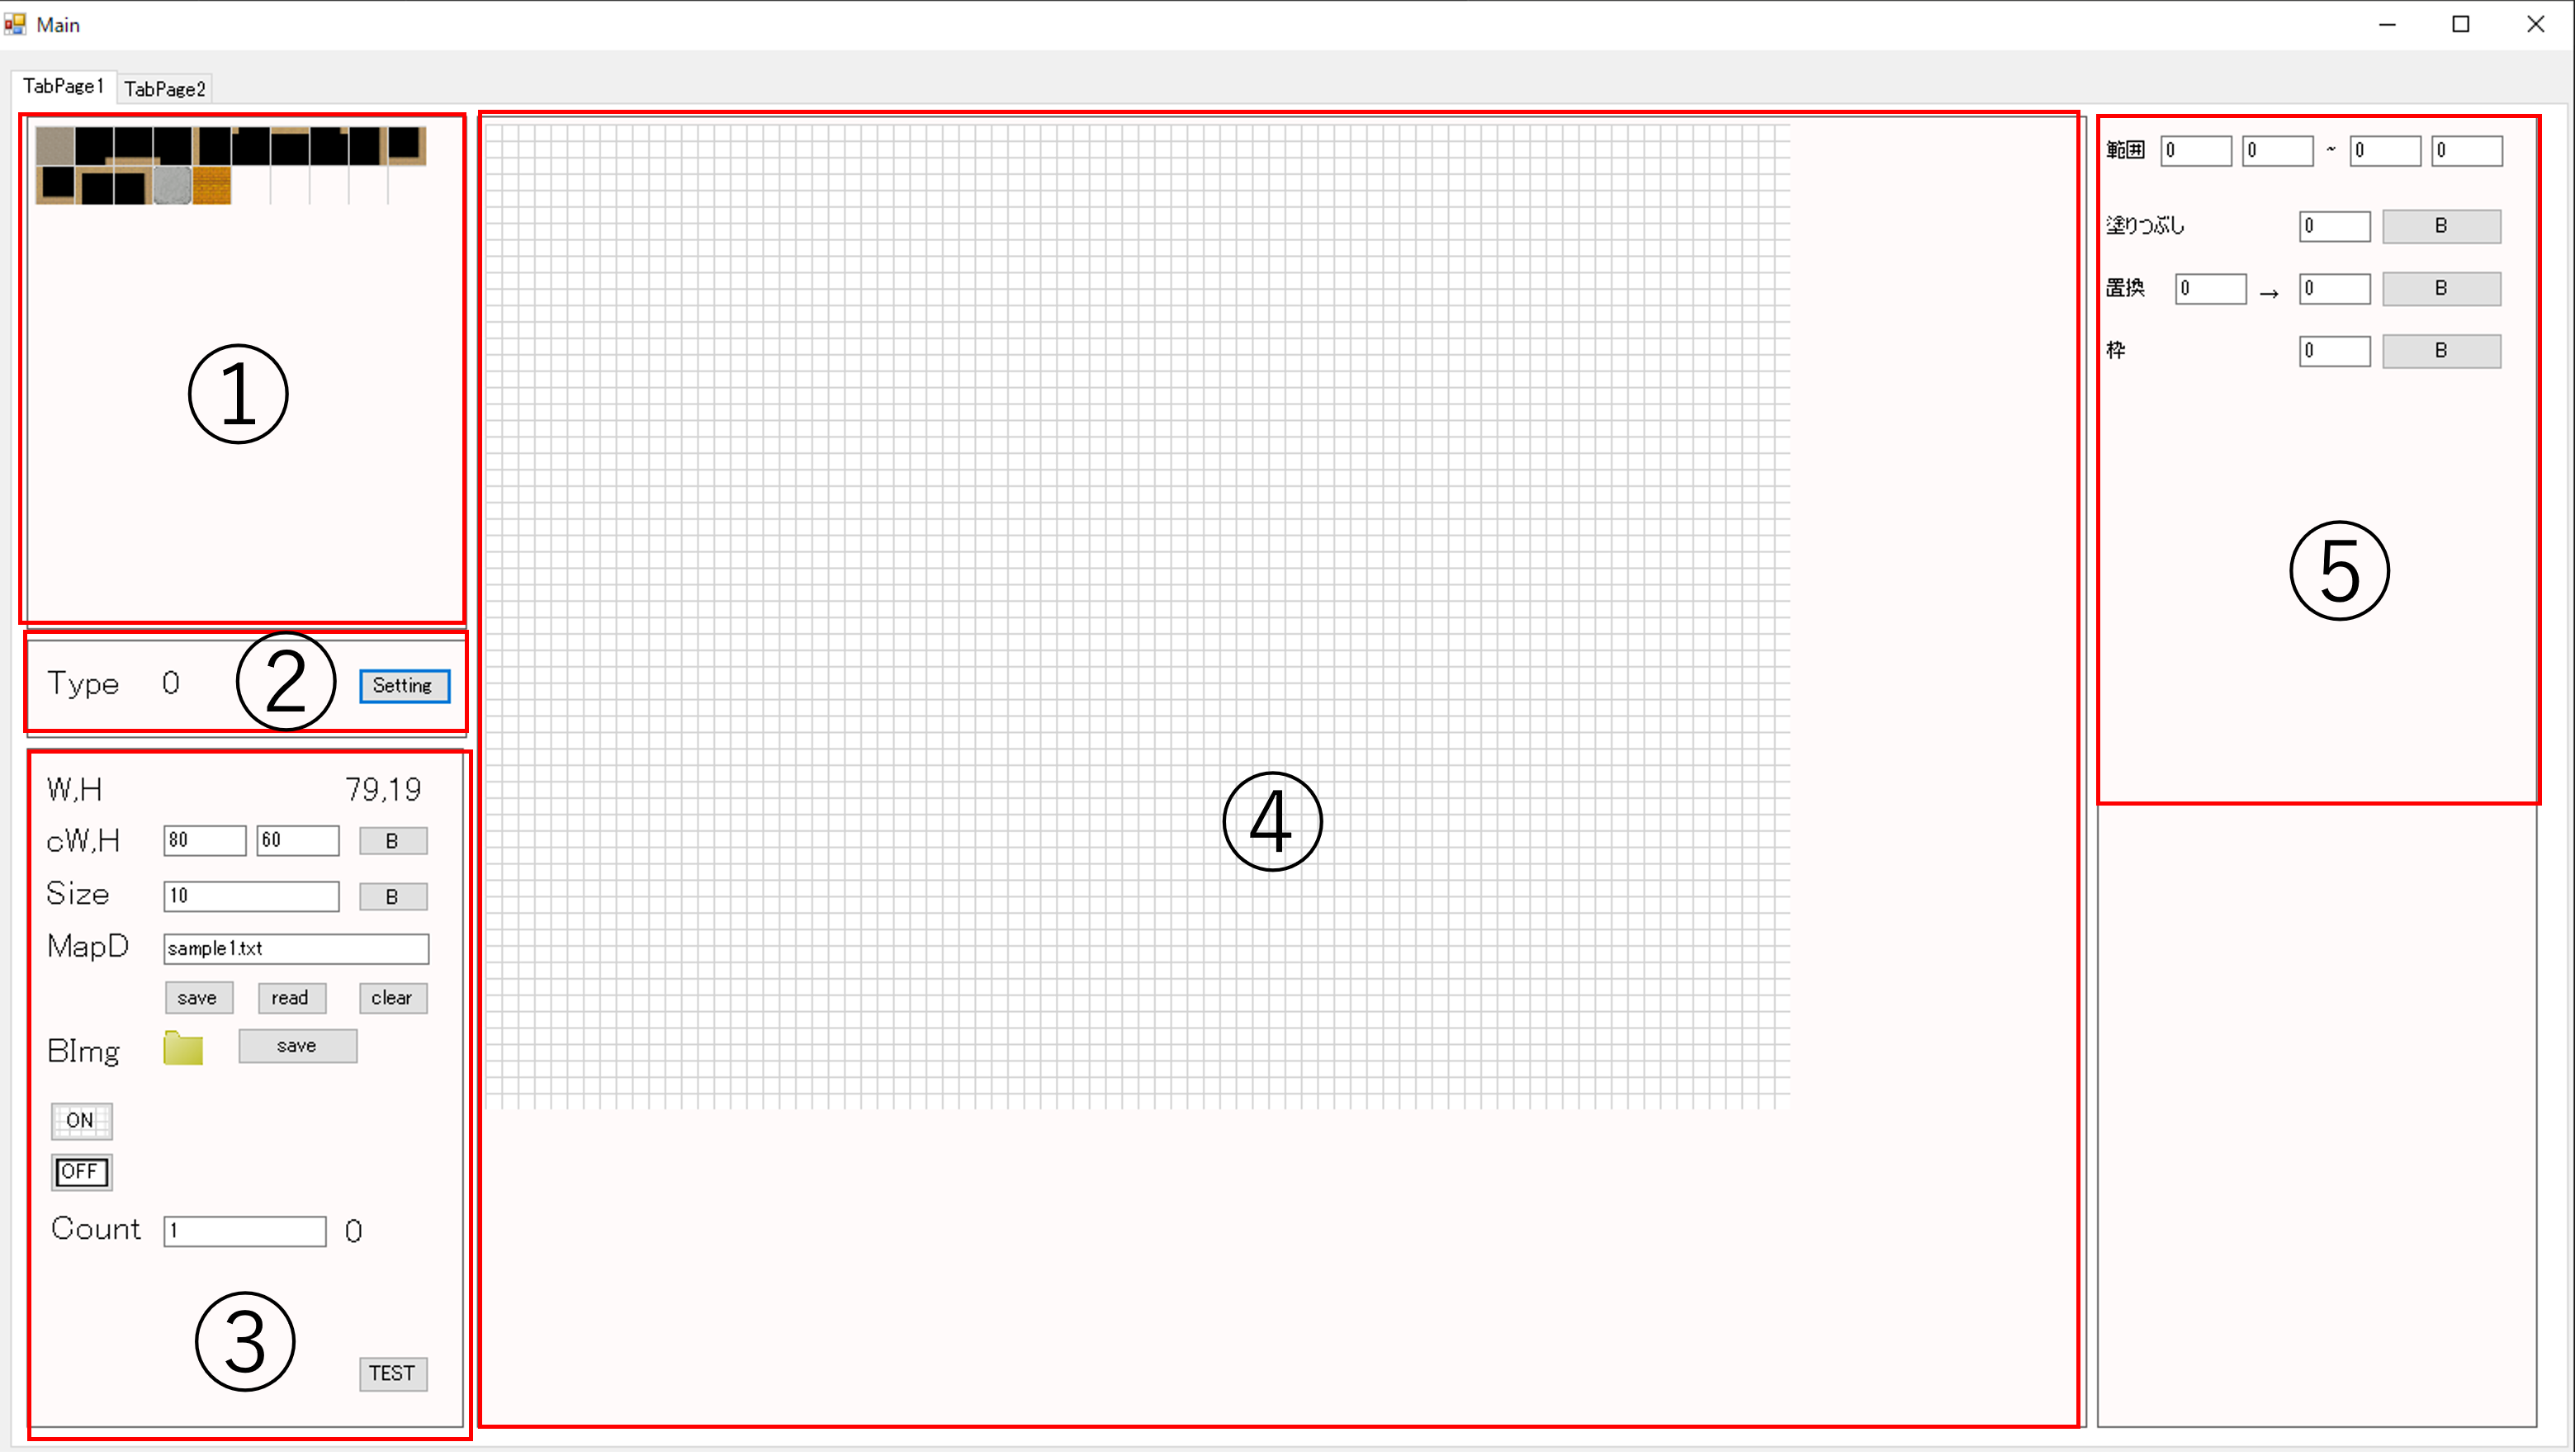 Main
TabPage1 TabPage2
①
Type 0 ② Setting
W,H 79,19
cW,H 80 60 B
Size 10 B
MapD sample1.txt
save read clear
BImg save
ON
OFF
Count 1 0
③
TEST
④
範囲 0 0 ~ 0 0
塗りつぶし 0 B
置換 0 → 0 B
枠 0 B
⑤